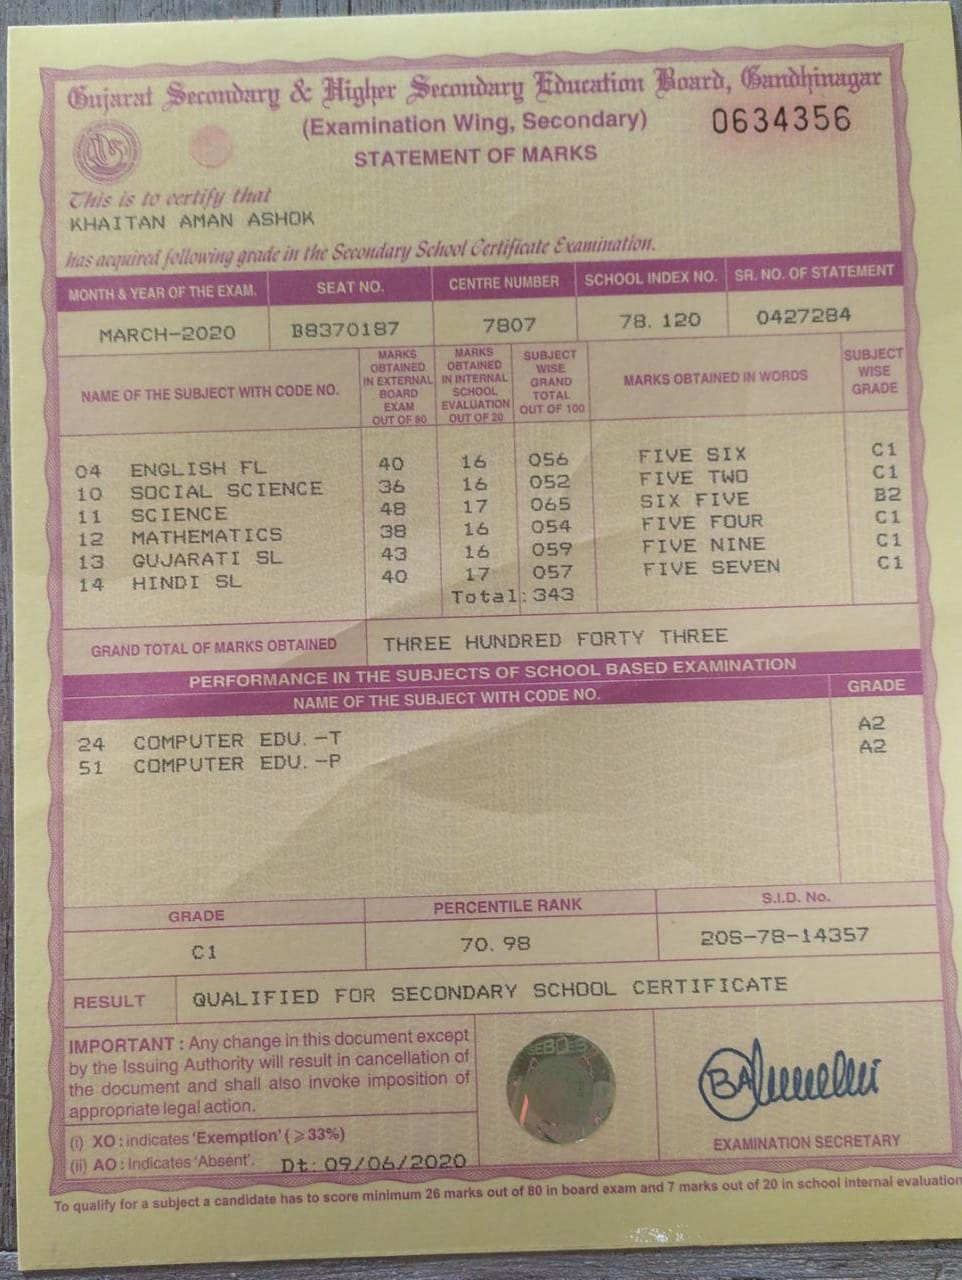 Gujarat Secondary & Higher Secondary Education Board, Gandhinagar
(Examination Wing, Secondary)
0634356
STATEMENT OF MARKS
This is to certify that
KHAITAN AMAN ASHOK
has acquired following grade in the Secondary School Certificate Examination.
MONTH & YEAR OF THE EXAM. SEAT NO. CENTRE NUMBER SCHOOL INDEX NO. SR. NO. OF STATEMENT
MARCH-2020 B8370187 7807 78.120 0427284
NAME OF THE SUBJECT WITH CODE NO. MARKS OBTAINED IN EXTERNAL BOARD EXAM OUT OF 80 MARKS OBTAINED IN INTERNAL SCHOOL EVALUATION OUT OF 20 SUBJECT WISE GRAND TOTAL OUT OF 100 MARKS OBTAINED IN WORDS SUBJECT WISE GRADE
04 ENGLISH FL 40 16 056 FIVE SIX C1
10 SOCIAL SCIENCE 36 16 052 FIVE TWO C1
11 SCIENCE 48 17 065 SIX FIVE B2
12 MATHEMATICS 38 16 054 FIVE FOUR C1
13 GUJARATI SL 43 16 059 FIVE NINE C1
14 HINDI SL 40 17 057 FIVE SEVEN C1
Total: 343
GRAND TOTAL OF MARKS OBTAINED THREE HUNDRED FORTY THREE
PERFORMANCE IN THE SUBJECTS OF SCHOOL BASED EXAMINATION
NAME OF THE SUBJECT WITH CODE NO. GRADE
24 COMPUTER EDU.-T A2
51 COMPUTER EDU.-P A2
GRADE PERCENTILE RANK S.I.D. No.
C1 70.98 20S-78-14357
RESULT QUALIFIED FOR SECONDARY SCHOOL CERTIFICATE
IMPORTANT : Any change in this document except
by the Issuing Authority will result in cancellation of
the document and shall also invoke imposition of
appropriate legal action.
(i) XO : indicates 'Exemption' (⩾33%)
(ii) AO : Indicates 'Absent'. Dt: 09/06/2020
EXAMINATION SECRETARY
To qualify for a subject a candidate has to score minimum 26 marks out of 80 in board exam and 7 marks out of 20 in school internal evaluation